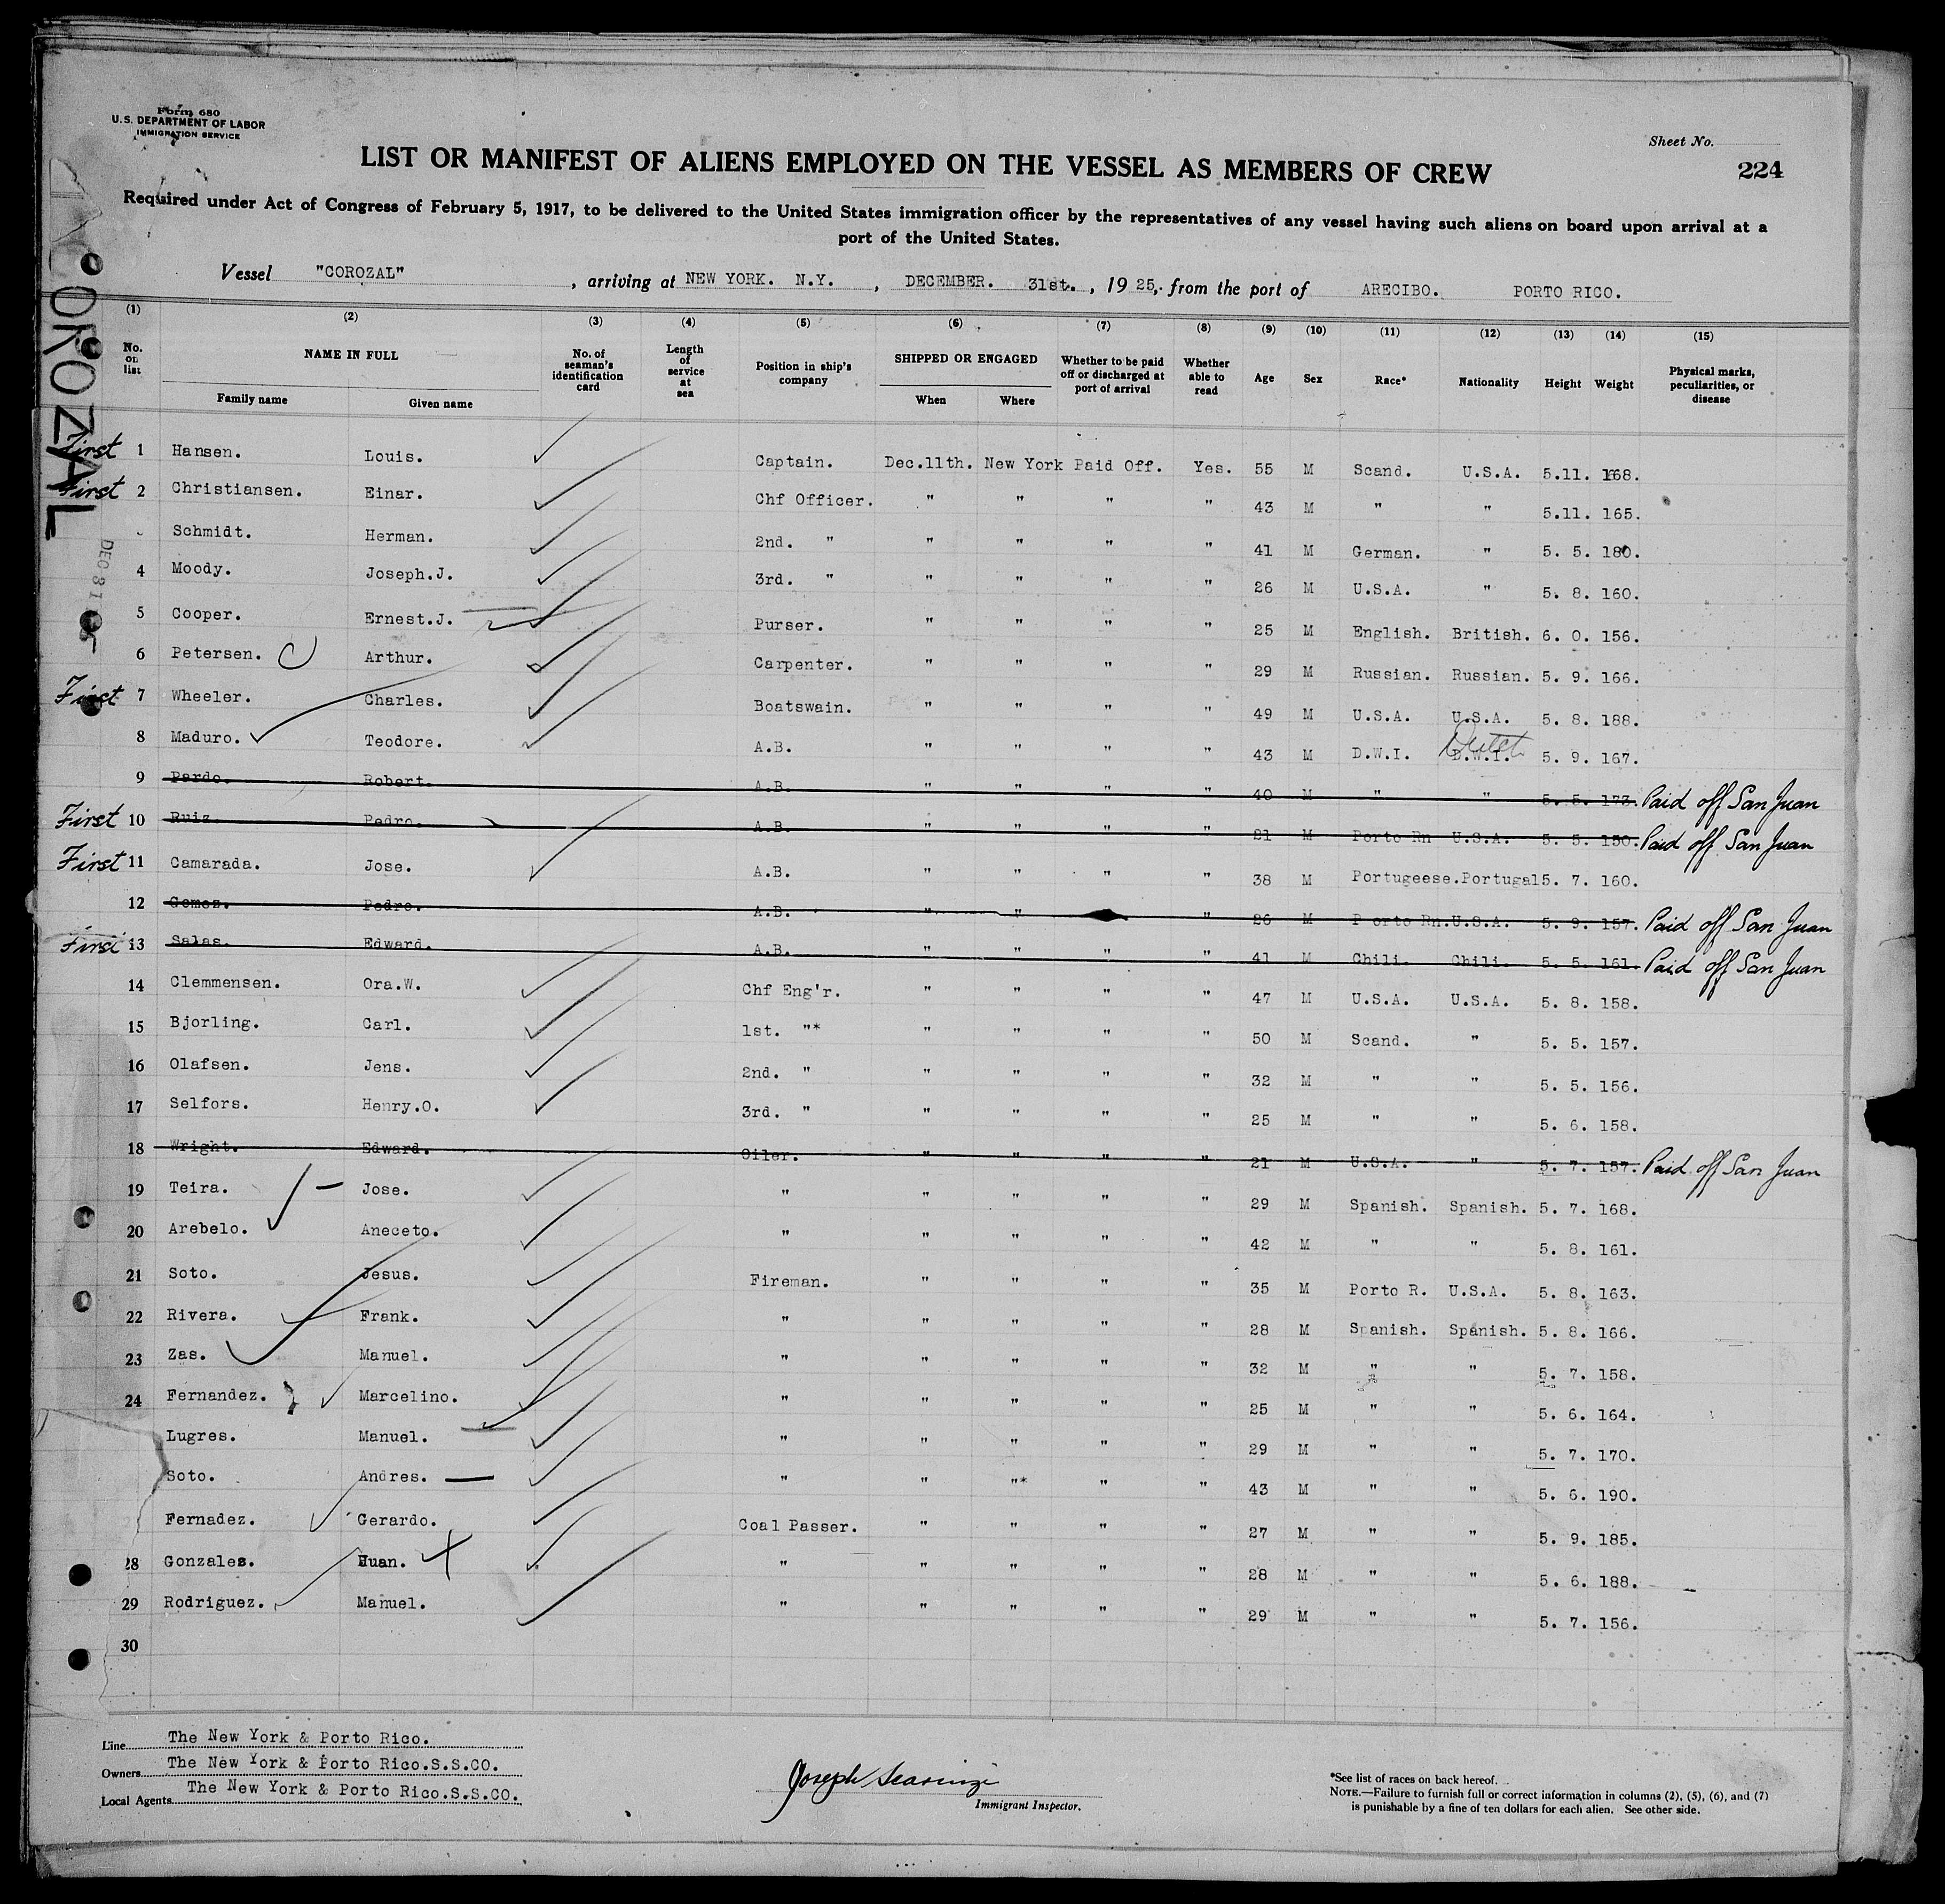 Form 680
U.S. DEPARTMENT OF LABOR
IMMIGRATION SERVICE
Sheet No.
224
LIST OR MANIFEST OF ALIENS EMPLOYED ON THE VESSEL AS MEMBERS OF CREW
Required under Act of Congress of February 5, 1917, to be delivered to the United States immigration officer by the representatives of any vessel having such aliens on board upon arrival at a
port of the United States.
Vessel "COROZAL" , arriving at NEW YORK. N.Y. , DECEMBER. 31st. , 19 25, from the port of ARECIBO. PORTO RICO.
COROZAL
DEC 31
(1) (2) (3) (4) (5) (6) (7) (8) (9) (10) (11) (12) (13) (14) (15)
No. on list NAME IN FULL No. of seaman's identification card Length of service at sea Position in ship's company SHIPPED OR ENGAGED Whether to be paid off or discharged at port of arrival Whether able to read Age Sex Race* Nationality Height Weight Physical marks, peculiarities, or disease
Family name Given name When Where
First 1 Hansen. Louis. Captain. Dec.11th. New York Paid Off. Yes. 55 M Scand. U.S.A. 5.11. 168.
First 2 Christiansen. Einar. Chf Officer. " " " " 43 M " " 5.11. 165.
Schmidt. Herman. 2nd. " " " " " 41 M German. " 5. 5. 180.
4 Moody. Joseph.J. 3rd. " " " " " 26 M U.S.A. " 5. 8. 160.
5 Cooper. Ernest.J. Purser. " " " " 25 M English. British. 6. 0. 156.
6 Petersen. Arthur. Carpenter. " " " " 29 M Russian. Russian. 5. 9. 166.
First 7 Wheeler. Charles. Boatswain. " " " " 49 M U.S.A. U.S.A. 5. 8. 188.
8 Maduro. Teodore. A.B. " " " " 43 M D.W.I. D.W.I. Dutch 5. 9. 167.
9 Pardo. Robert. A.B. " " " " 40 M " " 5. 5. 173. Paid off San Juan
First 10 Ruiz. Pedro. A.B. " " " " 21 M Porto Rn U.S.A. 5. 5. 150. Paid off San Juan
First 11 Camarada. Jose. A.B. " " " " 38 M Portugeese. Portugal 5. 7. 160.
12 Gomez. Pedro. A.B. " " " " 26 M Porto Rn. U.S.A. 5. 9. 157. Paid off San Juan
First 13 Salas. Edward. A.B. " " " " 41 M Chili. Chili. 5. 5. 161. Paid off San Juan
14 Clemmensen. Ora.W. Chf Eng'r. " " " " 47 M U.S.A. U.S.A. 5. 8. 158.
15 Bjorling. Carl. 1st. "* " " " " 50 M Scand. " 5. 5. 157.
16 Olafsen. Jens. 2nd. " " " " " 32 M " " 5. 5. 156.
17 Selfors. Henry.O. 3rd. " " " " " 25 M " " 5. 6. 158.
18 Wright. Edward. Oiler. " " " " 21 M U.S.A. " 5. 7. 157. Paid off San Juan
19 Teira. Jose. " " " " " 29 M Spanish. Spanish. 5. 7. 168.
20 Arebelo. Aneceto. " " " " " 42 M " " 5. 8. 161.
21 Soto. Jesus. Fireman. " " " " 35 M Porto R. U.S.A. 5. 8. 163.
22 Rivera. Frank. " " " " " 28 M Spanish. Spanish. 5. 8. 166.
23 Zas. Manuel. " " " " " 32 M " " 5. 7. 158.
24 Fernandez. Marcelino. " " " " " 25 M " " 5. 6. 164.
Lugres. Manuel. " " " " " 29 M " " 5. 7. 170.
Soto. Andres. " " "* " " 43 M " " 5. 6. 190.
Fernadez. Gerardo. Coal Passer. " " " " 27 M " " 5. 9. 185.
28 Gonzales. Huan. " " " " " 28 M " " 5. 6. 188.
29 Rodriguez. Manuel. " " " " " 29 M " " 5. 7. 156.
30
Line The New York & Porto Rico.
Owners The New York & Porto Rico.S.S.CO.
Local Agents The New York & Porto Rico.S.S.CO.
Joseph
Immigrant Inspector.
*See list of races on back hereof.
NOTE.—Failure to furnish full or correct information in columns (2), (5), (6), and (7)
is punishable by a fine of ten dollars for each alien. See other side.